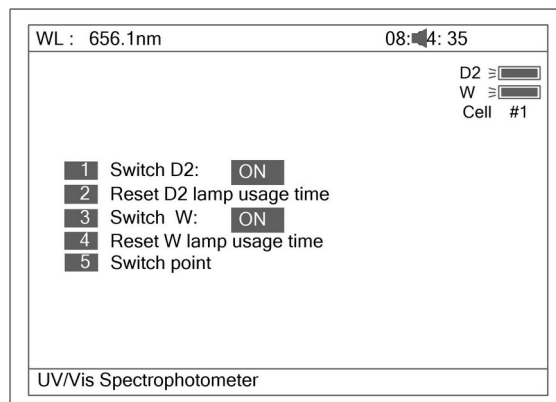 WL : 656.1nm 08: 4: 35
D2
W
Cell #1
1 Switch D2: ON
2 Reset D2 lamp usage time
3 Switch W: ON
4 Reset W lamp usage time
5 Switch point
UV/Vis Spectrophotometer